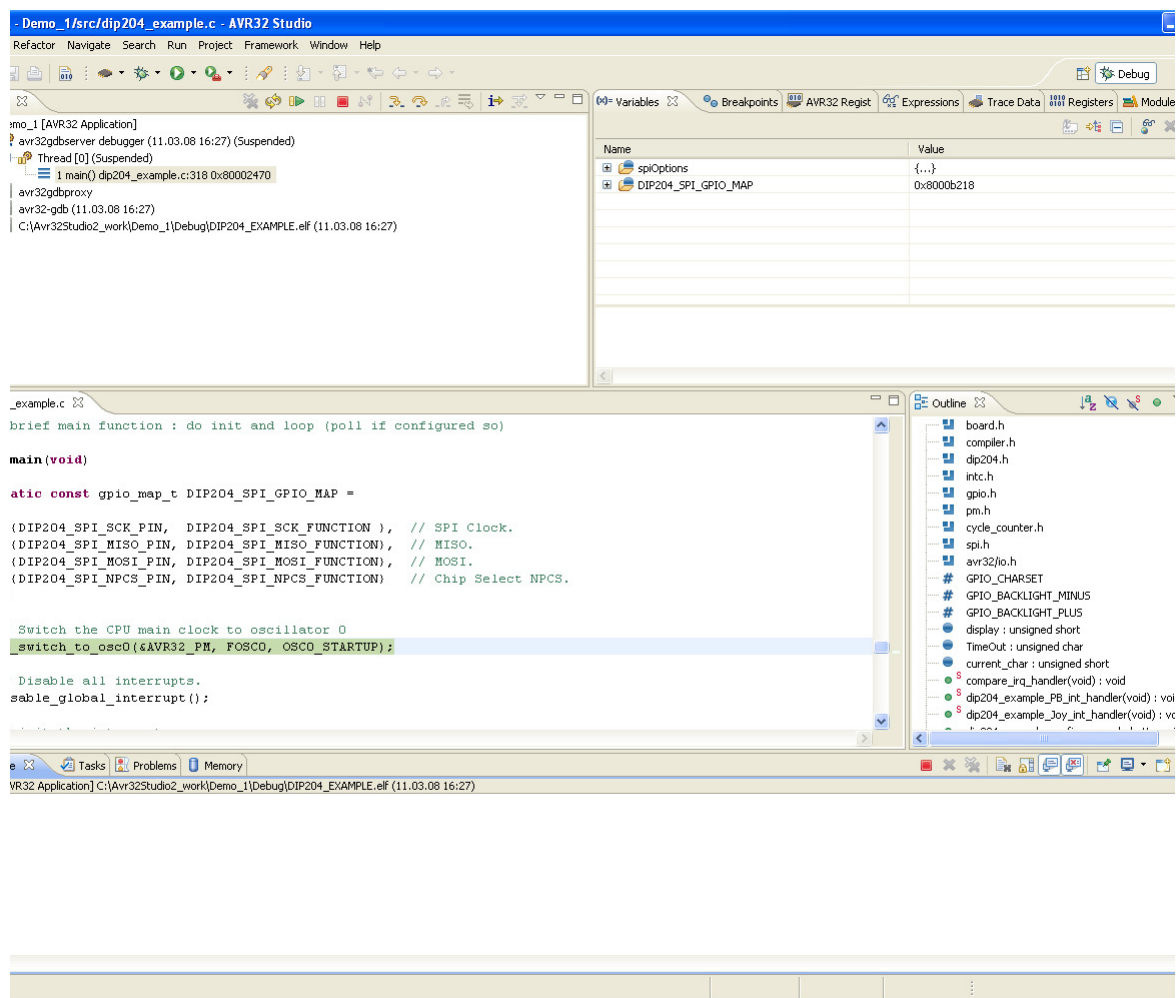 - Demo_1/src/dip204_example.c - AVR32 Studio
Refactor Navigate Search Run Project Framework Window Help
Debug
emo_1 [AVR32 Application]
avr32gdbserver debugger (11.03.08 16:27) (Suspended)
Thread [0] (Suspended)
1 main() dip204_example.c:318 0x80002470
avr32gdbproxy
avr32-gdb (11.03.08 16:27)
C:\Avr32Studio2_work\Demo_1\Debug\DIP204_EXAMPLE.elf (11.03.08 16:27)
(x)= Variables Breakpoints AVR32 Regist Expressions Trace Data Registers Module
Name Value
spiOptions {...}
DIP204_SPI_GPIO_MAP 0x8000b218
_example.c
brief main function : do init and loop (poll if configured so)
main(void)
atic const gpio_map_t DIP204_SPI_GPIO_MAP =
{DIP204_SPI_SCK_PIN, DIP204_SPI_SCK_FUNCTION }, // SPI Clock.
{DIP204_SPI_MISO_PIN, DIP204_SPI_MISO_FUNCTION}, // MISO.
{DIP204_SPI_MOSI_PIN, DIP204_SPI_MOSI_FUNCTION}, // MOSI.
{DIP204_SPI_NPCS_PIN, DIP204_SPI_NPCS_FUNCTION} // Chip Select NPCS.
Switch the CPU main clock to oscillator 0
_switch_to_osc0(&AVR32_PM, FOSC0, OSC0_STARTUP);
Disable all interrupts.
sable_global_interrupt();
Outline
board.h
compiler.h
dip204.h
intc.h
gpio.h
pm.h
cycle_counter.h
spi.h
avr32/io.h
GPIO_CHARSET
GPIO_BACKLIGHT_MINUS
GPIO_BACKLIGHT_PLUS
display : unsigned short
TimeOut : unsigned char
current_char : unsigned short
compare_irq_handler(void) : void
dip204_example_PB_int_handler(void) : voi
dip204_example_Joy_int_handler(void) : vo
e Tasks Problems Memory
VR32 Application] C:\Avr32Studio2_work\Demo_1\Debug\DIP204_EXAMPLE.elf (11.03.08 16:27)